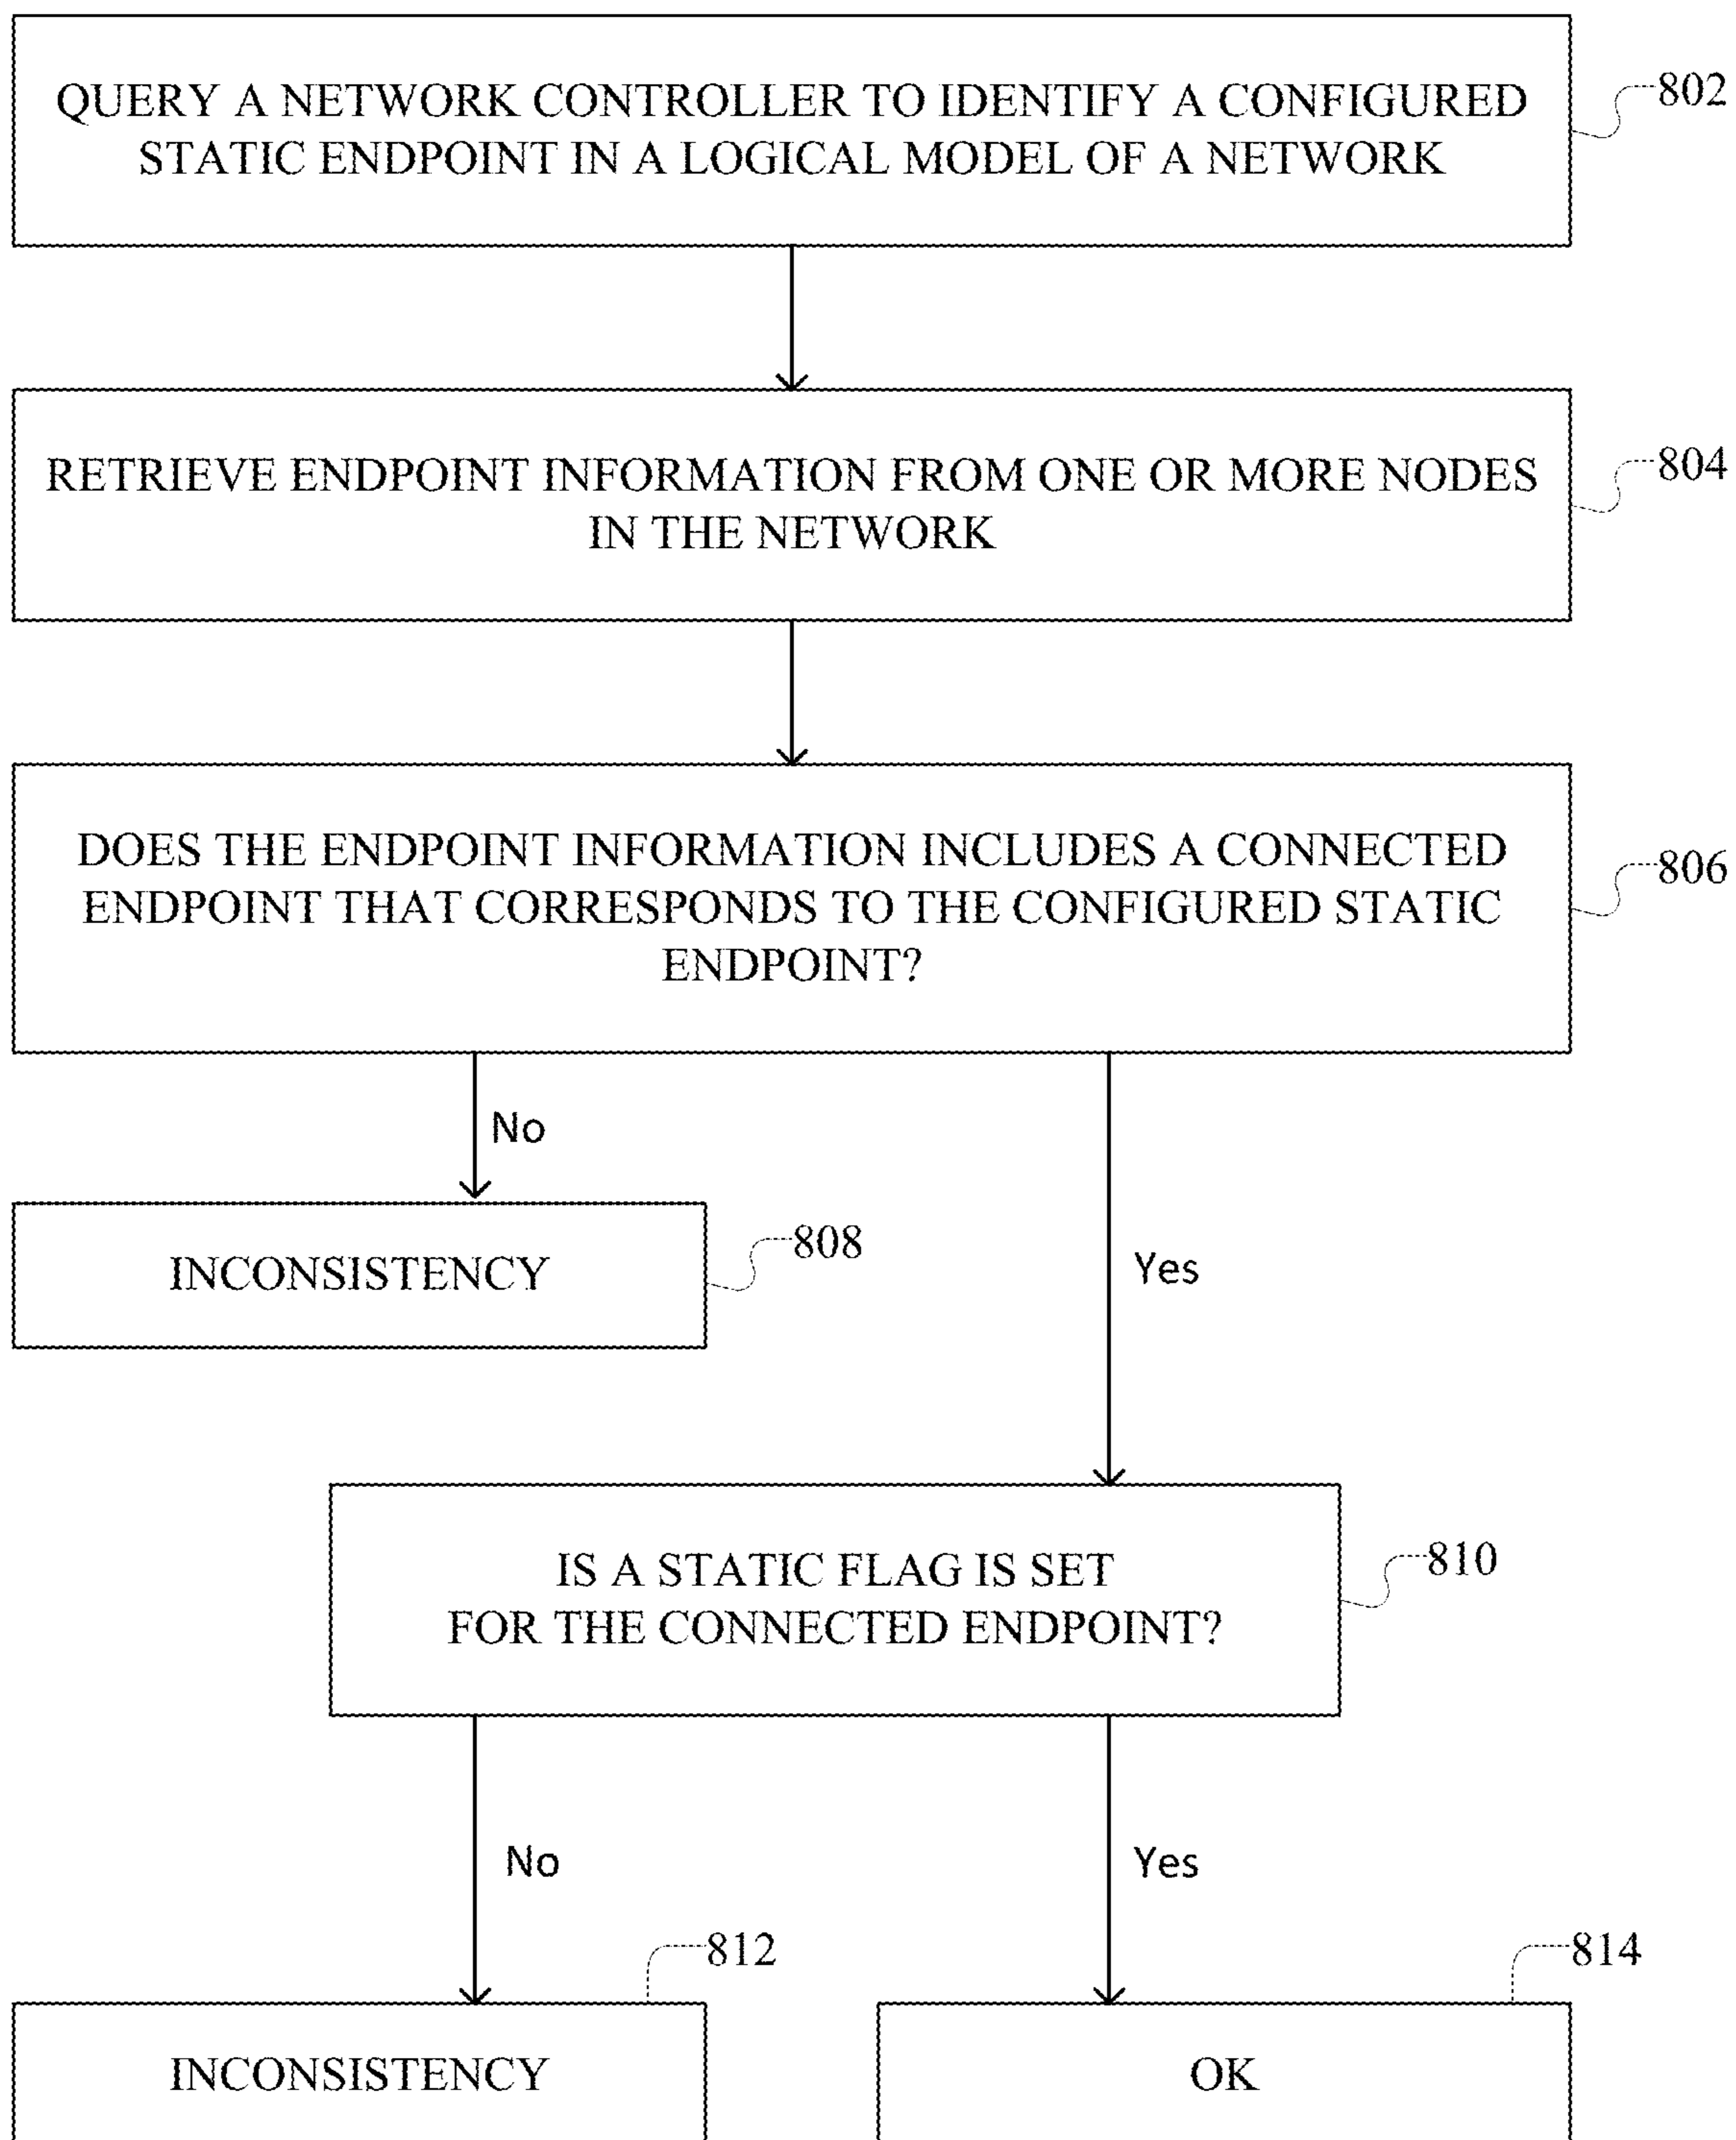 QUERY A NETWORK CONTROLLER TO IDENTIFY A CONFIGURED
STATIC ENDPOINT IN A LOGICAL MODEL OF A NETWORK
802
RETRIEVE ENDPOINT INFORMATION FROM ONE OR MORE NODES
IN THE NETWORK
804
DOES THE ENDPOINT INFORMATION INCLUDES A CONNECTED
ENDPOINT THAT CORRESPONDS TO THE CONFIGURED STATIC
ENDPOINT?
806
No
INCONSISTENCY
808
Yes
IS A STATIC FLAG IS SET
FOR THE CONNECTED ENDPOINT?
810
No
Yes
812
814
INCONSISTENCY
OK